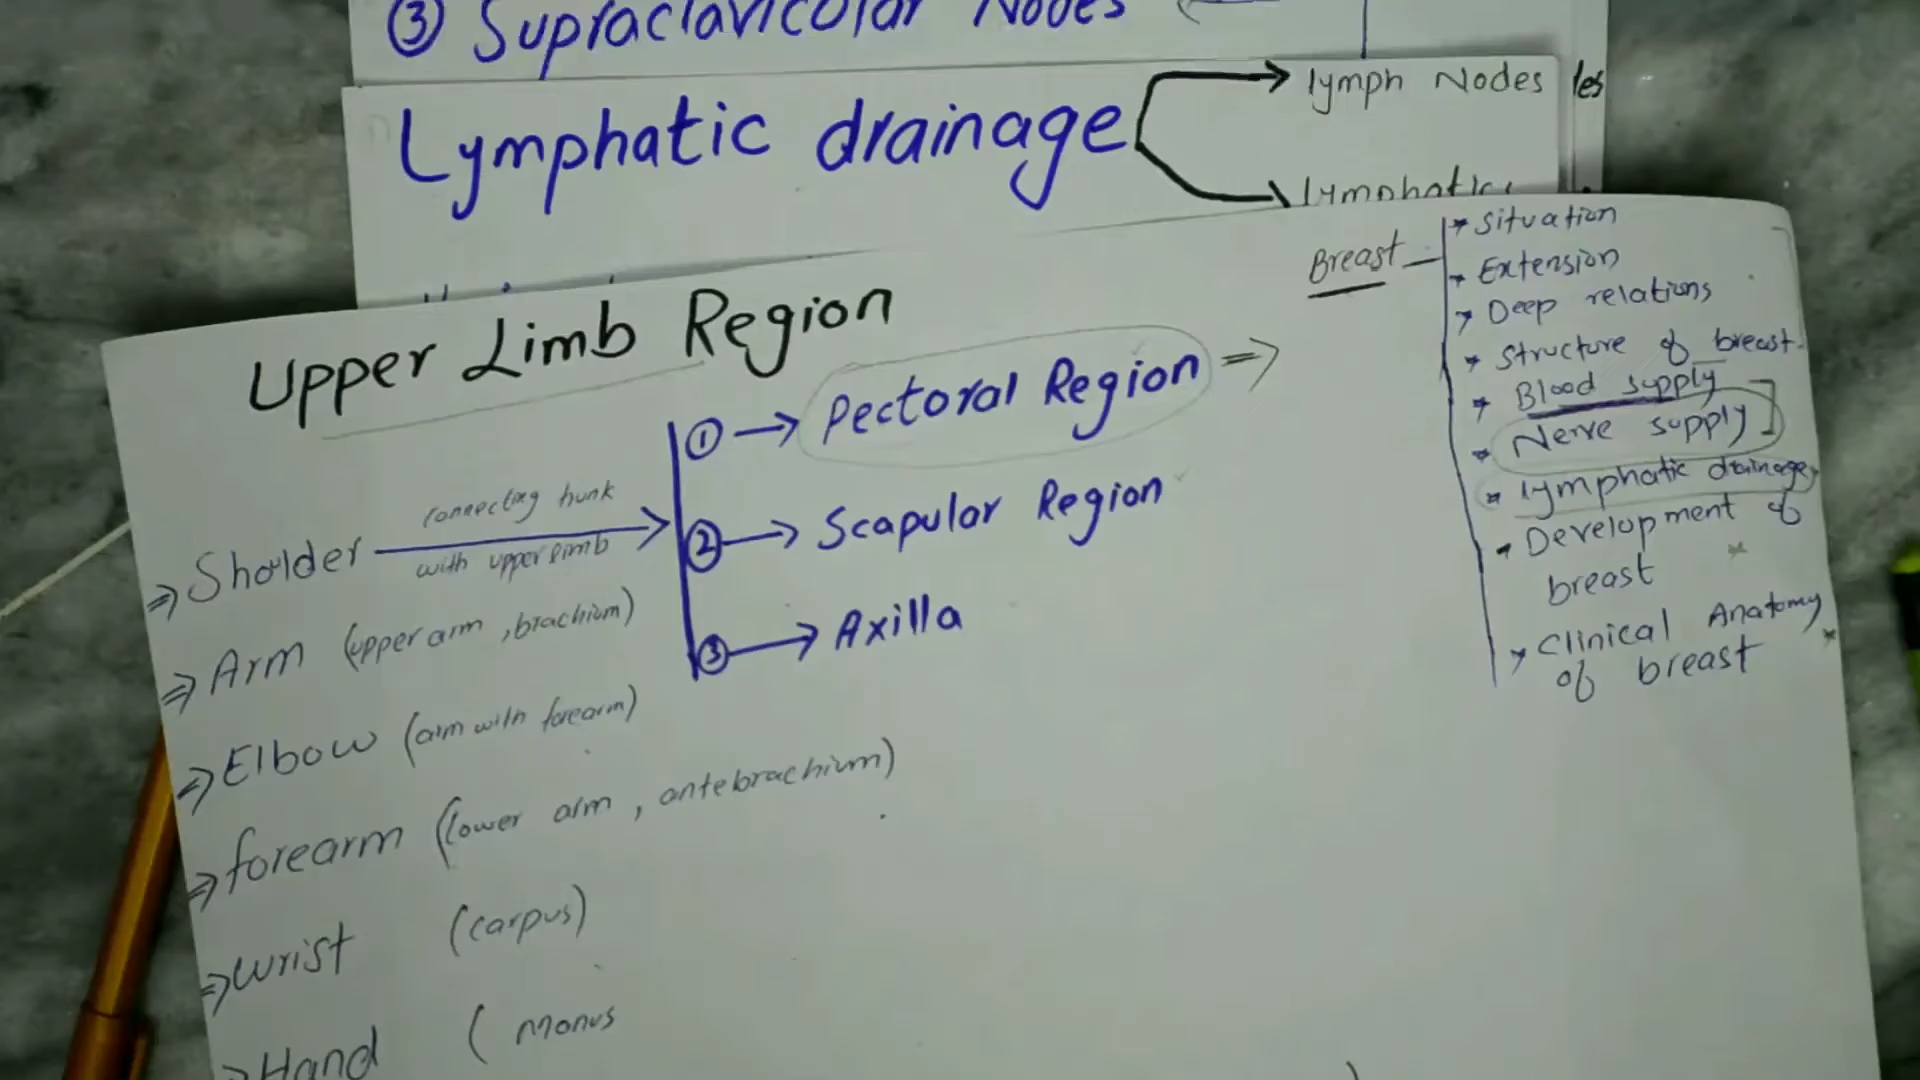 ③ Supraclavicular Nodes
les
Lymphatic drainage
lymph Nodes
lymphatic
Upper Limb Region
Breast
* Situation
* Extension
* Deep relations
* Structure of breast
* Blood supply
* Nerve supply
* lymphatic drainage
* Development of
breast
* Clinical Anatomy
of breast
① → Pectoral Region ⇒
② → Scapular Region
③ → Axilla
⇒ Sholder
connecting hunk
with upper limb
⇒ Arm (upper arm, brachium)
⇒ Elbow (arm with forearm)
⇒ forearm (lower arm, antebrachium)
⇒ wrist (carpus)
⇒ Hand ( manus